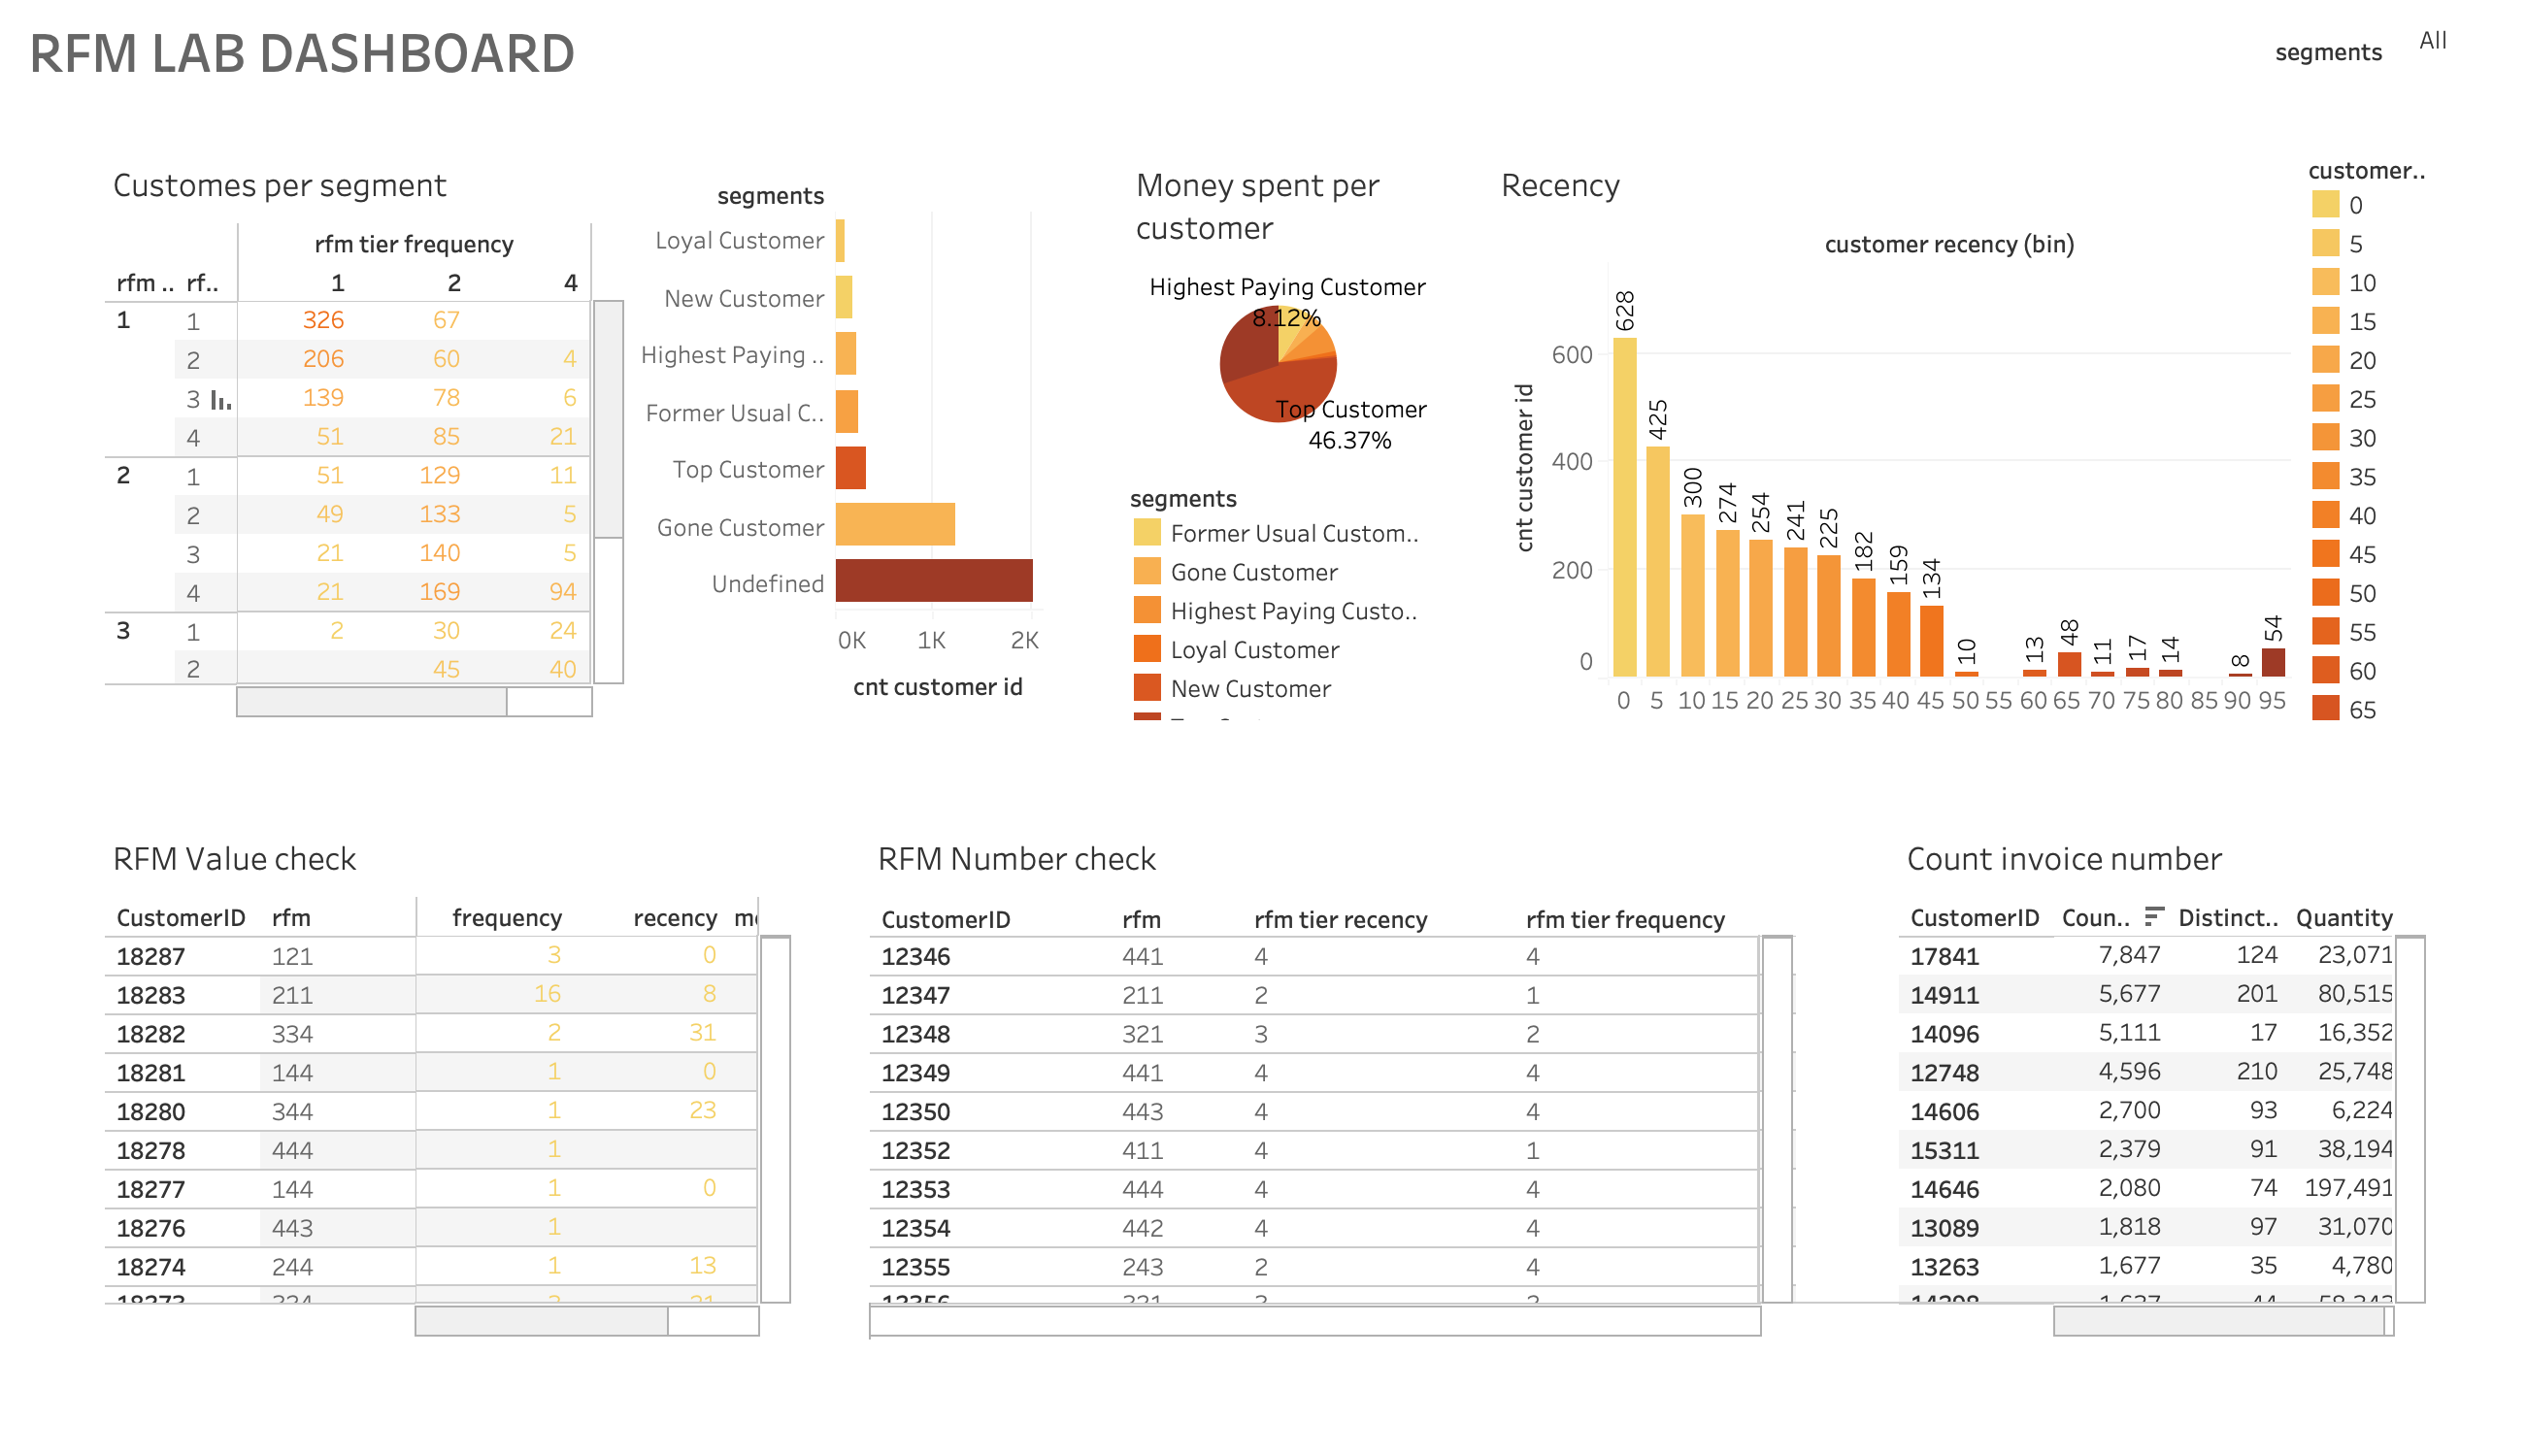 RFM LAB DASHBOARD
segments All
Customes per segment
rfm tier frequency
rfm .. rf.. 1 2 4
1 1 326 67
2 206 60 4
3 139 78 6
4 51 85 21
2 1 51 129 11
2 49 133 5
3 21 140 5
4 21 169 94
3 1 2 30 24
2 45 40
segments
Loyal Customer
New Customer
Highest Paying ..
Former Usual C..
Top Customer
Gone Customer
Undefined
0K 1K 2K
cnt customer id
Money spent per
customer
Highest Paying Customer
8.12%
Top Customer
46.37%
segments
Former Usual Custom..
Gone Customer
Highest Paying Custo..
Loyal Customer
New Customer
Recency
customer recency (bin)
cnt customer id
600
400
200
0
628 425 300 274 254 241 225 182 159 134 10 13 48 11 17 14 8 54
0 5 10 15 20 25 30 35 40 45 50 55 60 65 70 75 80 85 90 95
customer..
0
5
10
15
20
25
30
35
40
45
50
55
60
65
RFM Value check
CustomerID rfm frequency recency
18287 121 3 0
18283 211 16 8
18282 334 2 31
18281 144 1 0
18280 344 1 23
18278 444 1
18277 144 1 0
18276 443 1
18274 244 1 13
RFM Number check
CustomerID rfm rfm tier recency rfm tier frequency
12346 441 4 4
12347 211 2 1
12348 321 3 2
12349 441 4 4
12350 443 4 4
12352 411 4 1
12353 444 4 4
12354 442 4 4
12355 243 2 4
Count invoice number
CustomerID Coun.. Distinct.. Quantity
17841 7,847 124 23,071
14911 5,677 201 80,515
14096 5,111 17 16,352
12748 4,596 210 25,748
14606 2,700 93 6,224
15311 2,379 91 38,194
14646 2,080 74 197,491
13089 1,818 97 31,070
13263 1,677 35 4,780